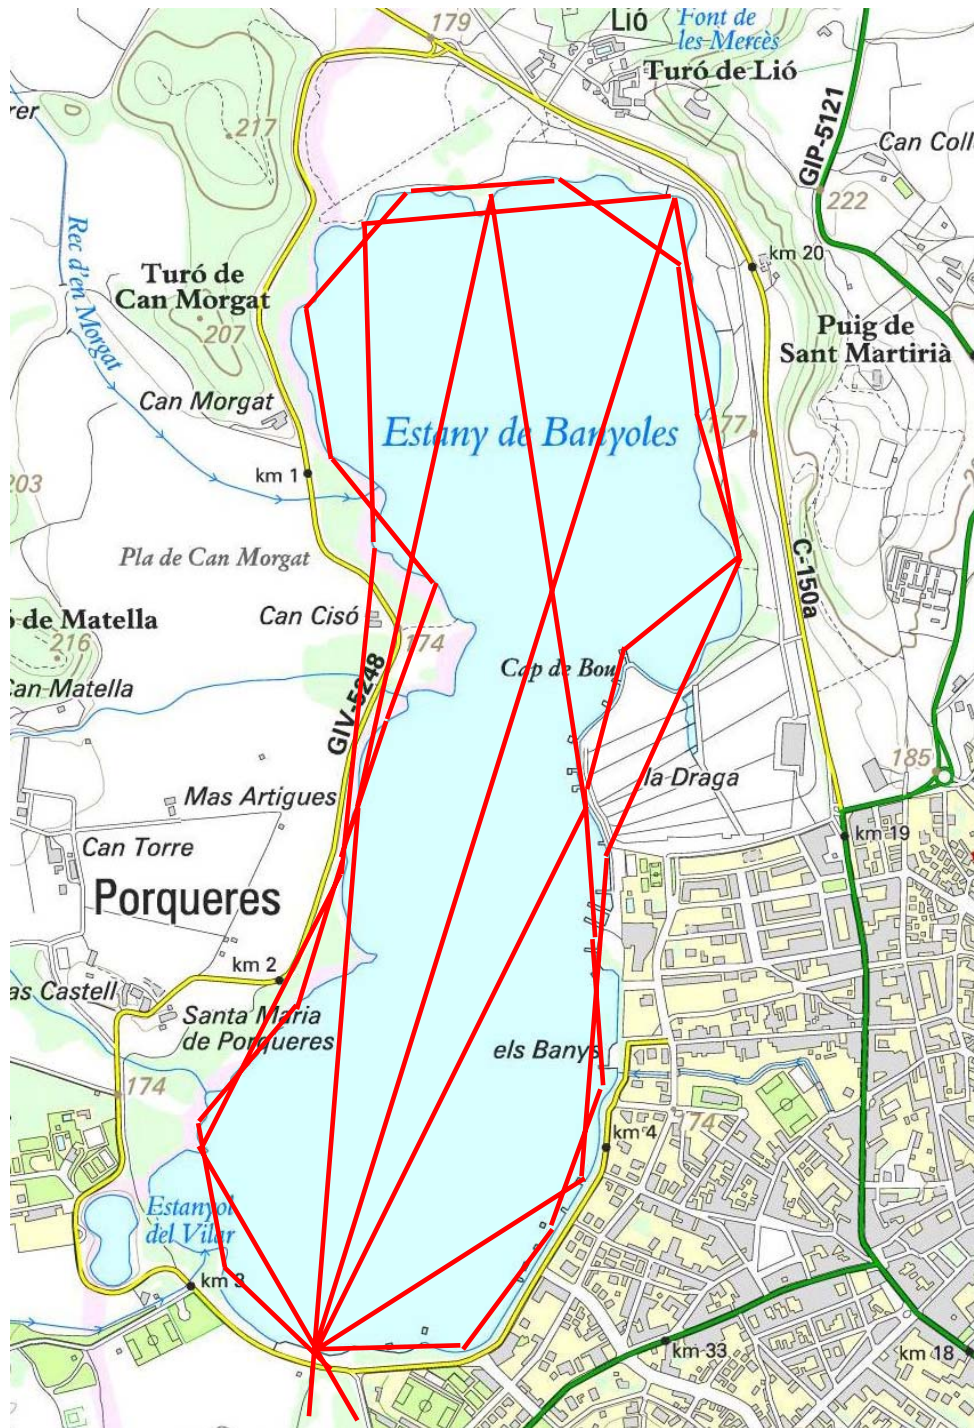 179
Lió
Font de
les Mercès
Turó de Lió
217
GIP-5121
Can Coll
222
Rec d'en Morgat
km 20
Turó de
Can Morgat
207
Puig de
Sant Martirià
Can Morgat
Estany de Banyoles
177
km 1
203
Pla de Can Morgat
C-150a
Can Cisó
de Matella
216
174
Cap de Bou
GIV-5248
an Matella
185
la Draga
Mas Artigues
km 19
Can Torre
Porqueres
km 2
as Castell
Santa Maria
de Porqueres
els Banys
174
174
km 4
Estanyol
del Vilar
km 3
km 33
km 18